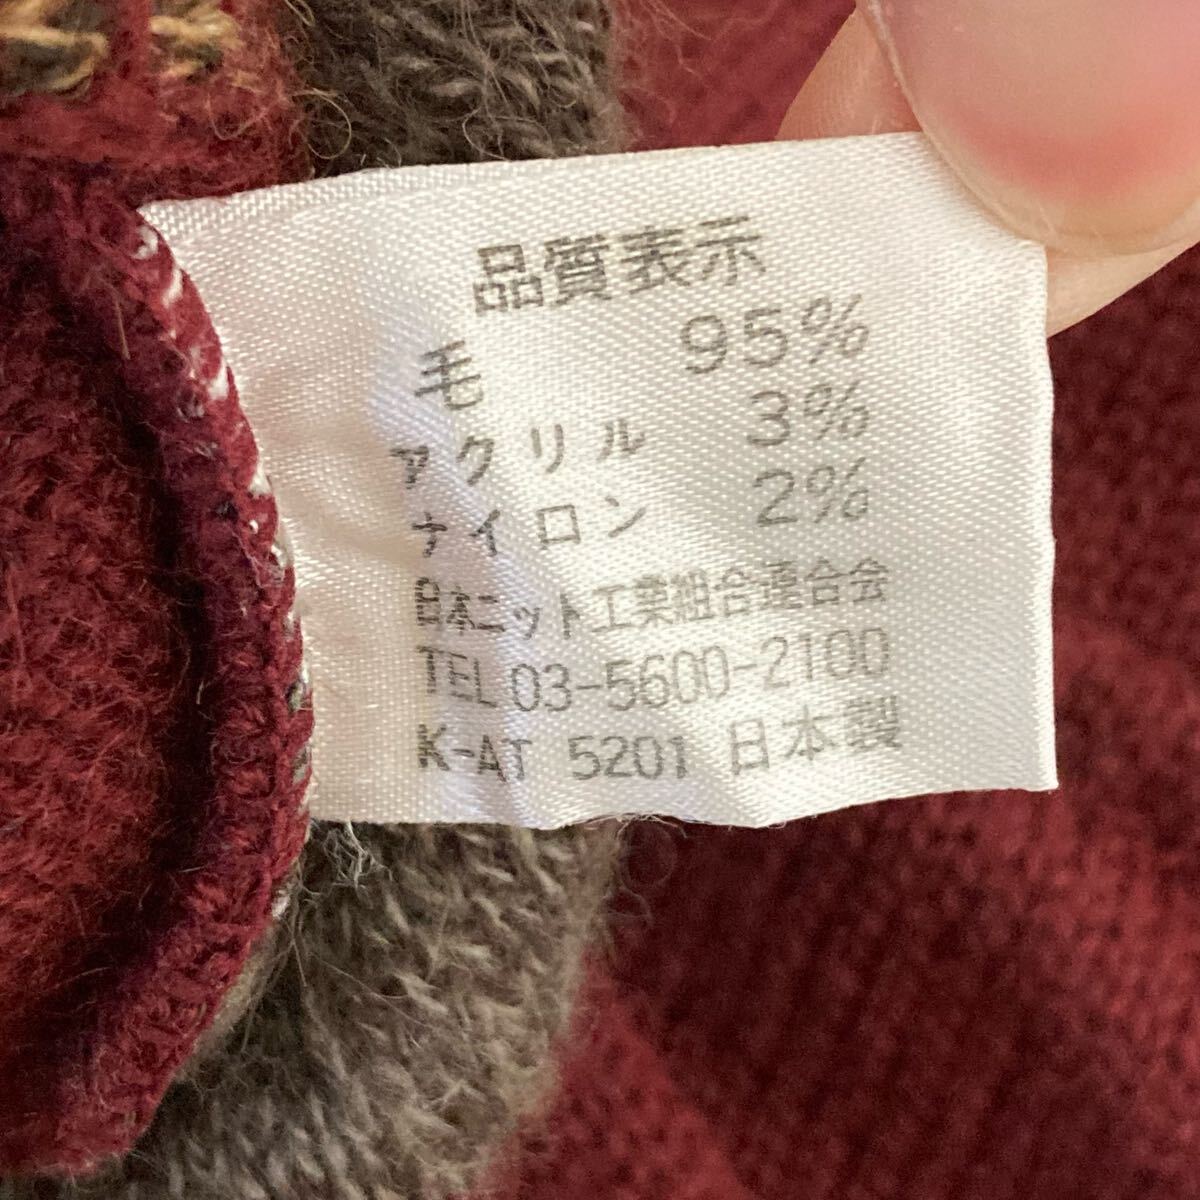 品質表示
毛 95%
アクリル 3%
ナイロン 2%
日本ニット工業組合連合会
TEL 03-5600-2100
K-AT 5201 日本製